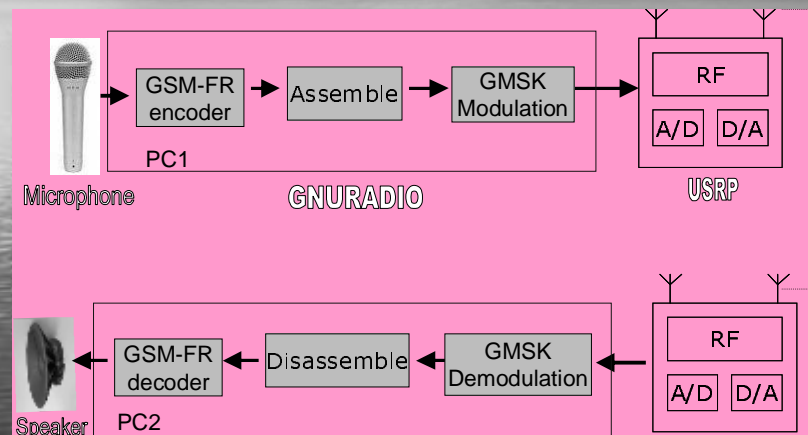 GSM-FR
encoder
Assemble
GMSK
Modulation
RF
A/D D/A
PC1
Microphone
GNURADIO
USRP
GSM-FR
decoder
Disassemble
GMSK
Demodulation
RF
A/D D/A
PC2
Speaker